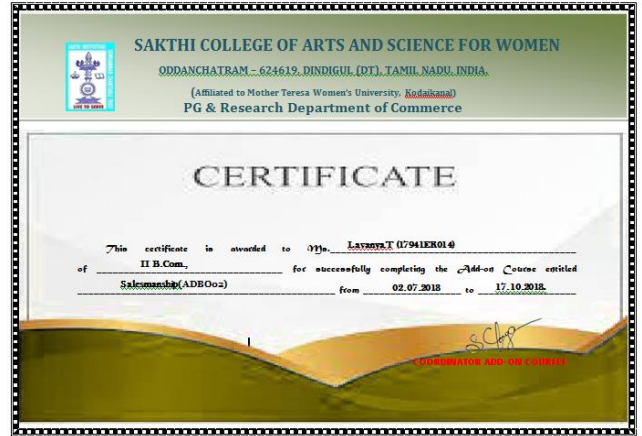 SAKTHI COLLEGE OF ARTS AND SCIENCE FOR WOMEN
ODDANCHATRAM – 624619, DINDIGUL (DT), TAMIL NADU, INDIA.
(Affiliated to Mother Teresa Women's University, Kodaikanal)
PG & Research Department of Commerce
CERTIFICATE
This certificate is awarded to Ms. Lavanya.T (17941ER014)
of II B.Com., for successfully completing the Add-on Course entitled
Salesmanship(ADBO02) from 02.07.2018 to 17.10.2018.
COORDINATOR ADD-ON COURSE